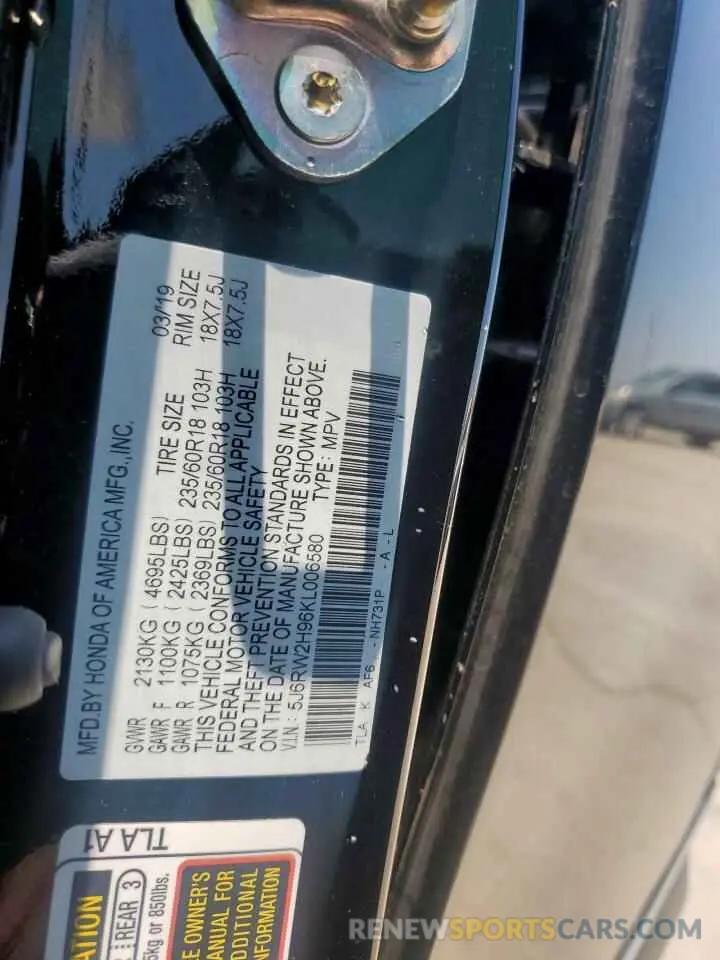 MFD.BY HONDA OF AMERICA MFG.,INC. 03/'19
GVWR 2130KG ( 4695LBS) TIRE SIZE RIM SIZE
GAWR F 1100KG ( 2425LBS) 235/60R18 103H 18X7.5J
GAWR R 1075KG ( 2369LBS) 235/60R18 103H 18X7.5J
THIS VEHICLE CONFORMS TO ALL APPLICABLE
FEDERAL MOTOR VEHICLE SAFETY
AND THEFT PREVENTION STANDARDS IN EFFECT
ON THE DATE OF MANUFACTURE SHOWN ABOVE.
V.I.N.: 5J6RW2H96KL006580 TYPE: MPV
TLA K AF6 -NH731P -A -L
TLA A1
REAR 3
5kg or 850lbs.
OWNER'S
MANUAL FOR
ADDITIONAL
INFORMATION
RENEWSPORTSCARS.COM